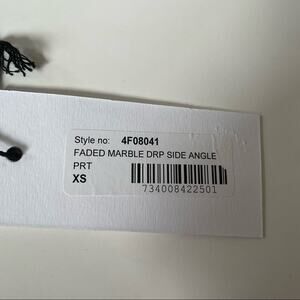 Style no: 4F08041
FADED MARBLE DRP SIDE ANGLE
PRT
XS
734008422501